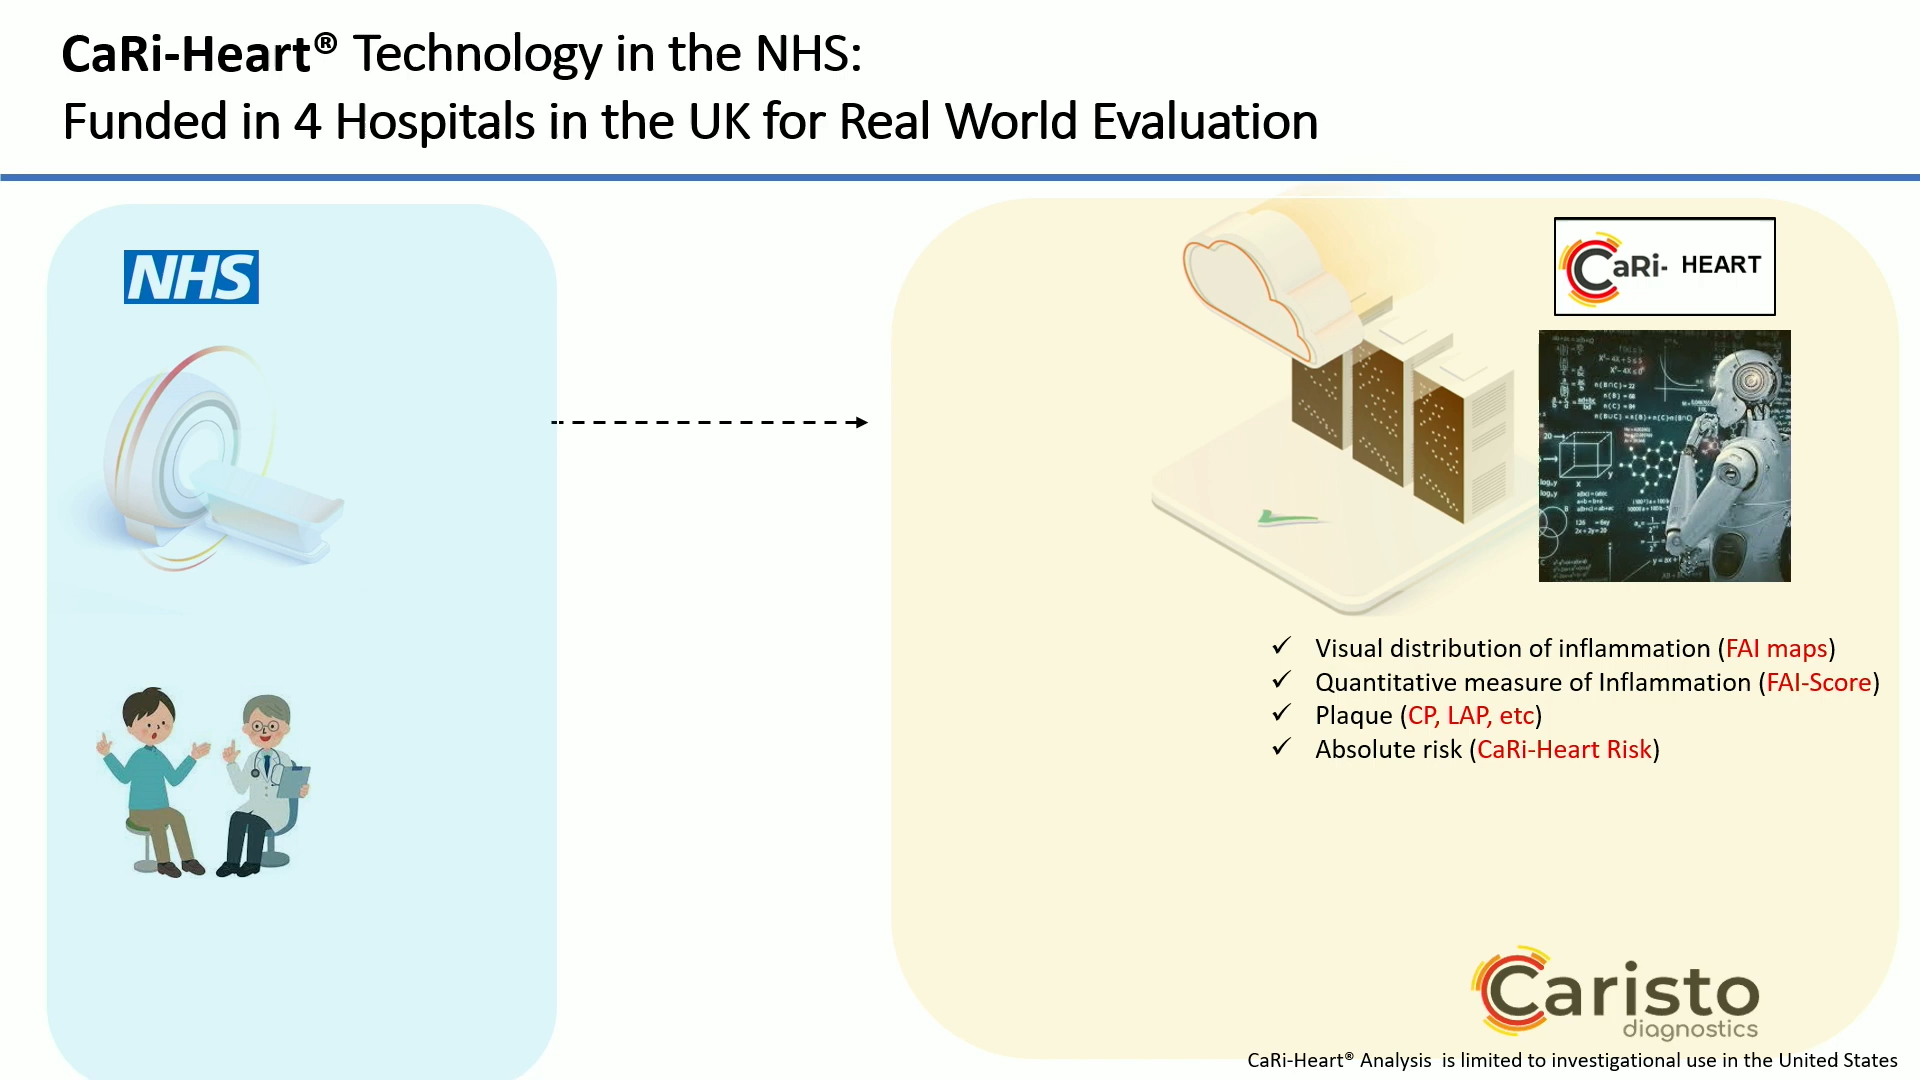 CaRi-Heart® Technology in the NHS:
Funded in 4 Hospitals in the UK for Real World Evaluation
NHS
CaRi- HEART
Visual distribution of inflammation (FAI maps)
Quantitative measure of Inflammation (FAI-Score)
Plaque (CP, LAP, etc)
Absolute risk (CaRi-Heart Risk)
Caristo
diagnostics
CaRi-Heart® Analysis is limited to investigational use in the United States